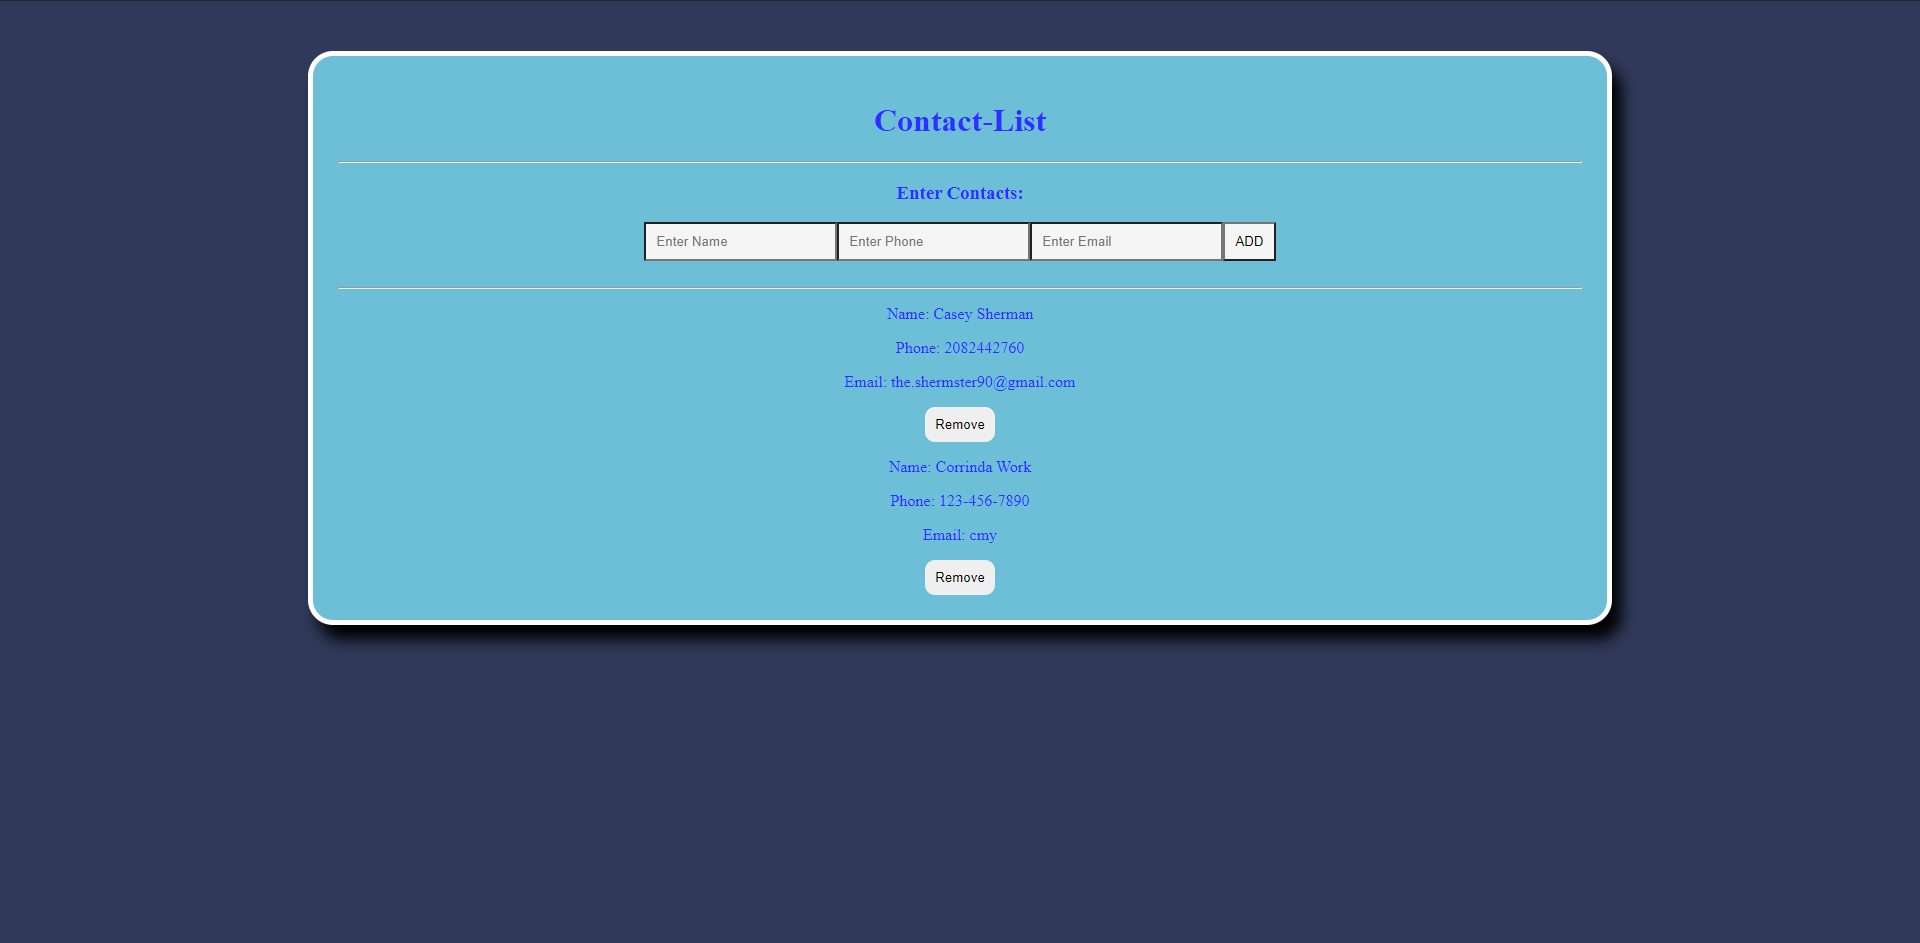 Contact-List
Enter Contacts:
Enter Name Enter Phone Enter Email ADD
Name: Casey Sherman
Phone: 2082442760
Email: the.shermster90@gmail.com
Remove
Name: Corrinda Work
Phone: 123-456-7890
Email: cmy
Remove